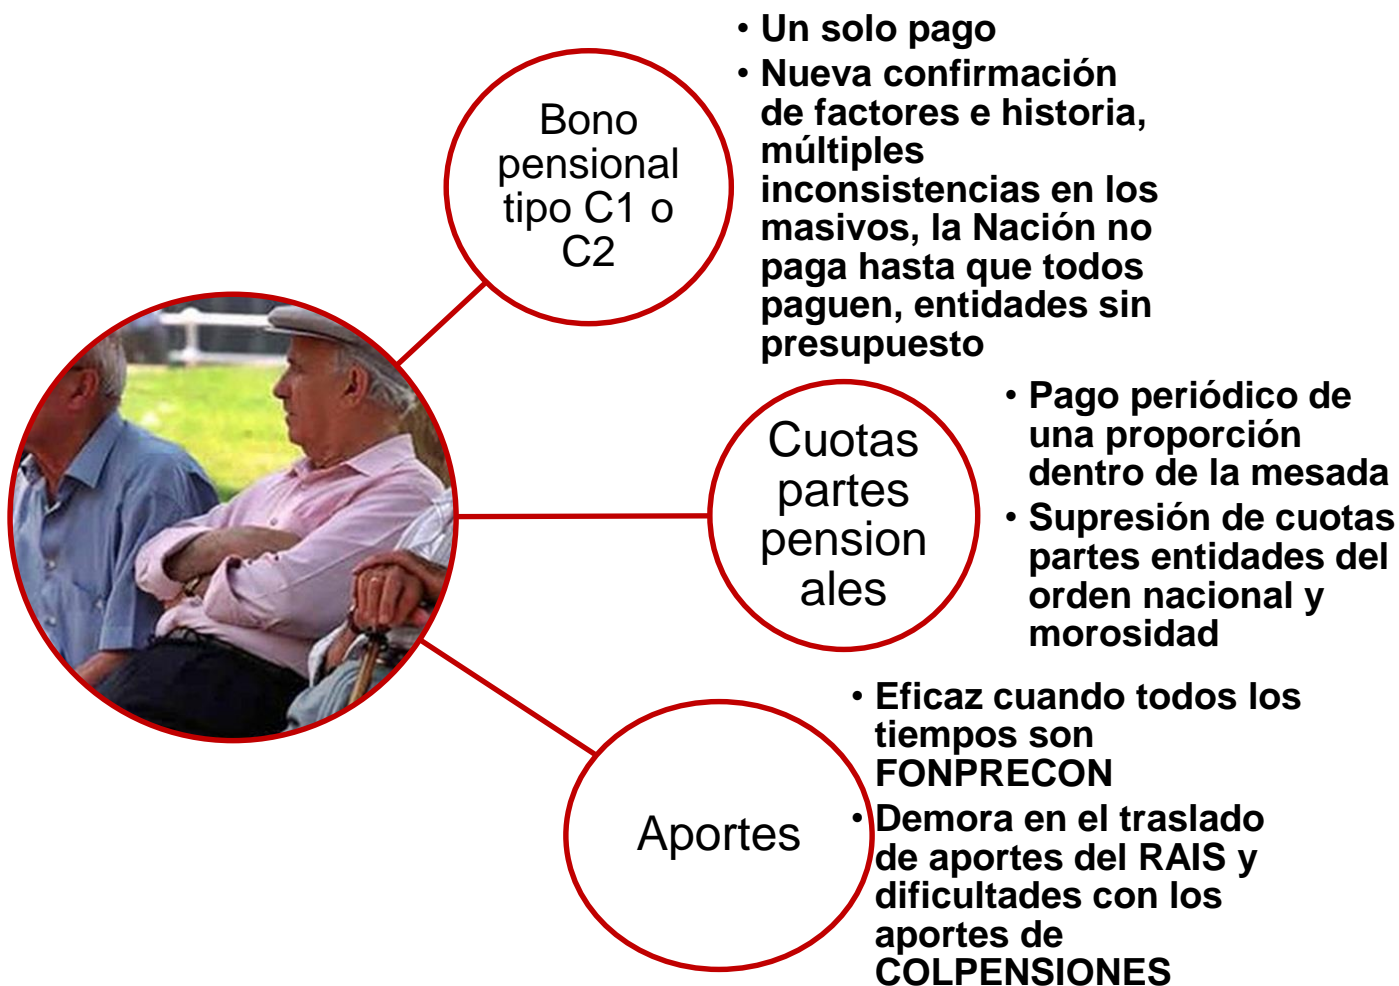 Bono
pensional
tipo C1 o
C2
• Un solo pago
• Nueva confirmación
de factores e historia,
múltiples
inconsistencias en los
masivos, la Nación no
paga hasta que todos
paguen, entidades sin
presupuesto
Cuotas
partes
pension
ales
• Pago periódico de
una proporción
dentro de la mesada
• Supresión de cuotas
partes entidades del
orden nacional y
morosidad
Aportes
• Eficaz cuando todos los
tiempos son
FONPRECON
• Demora en el traslado
de aportes del RAIS y
dificultades con los
aportes de
COLPENSIONES